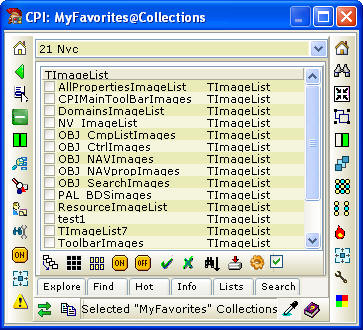 CPI: MyFavorites@Collections
21 Nvc
TImageList
AllPropertiesImageList TImageList
CPIMainToolBarImages TImageList
DomainsImageList TImageList
NV_Images TImageList
OBJ_CmpListImages TImageList
OBJ_CtrlImages TImageList
OBJ_NAVImages TImageList
OBJ_NAVpropImages TImageList
OBJ_SearchImages TImageList
PAL_BDSimages TImageList
ResourceImageList TImageList
test1 TImageList
TImageList7 TImageList
ToolbarImages TImageList
ON
ON ON
Explore Find Hot Info Lists Search
Selected "MyFavorites" Collections